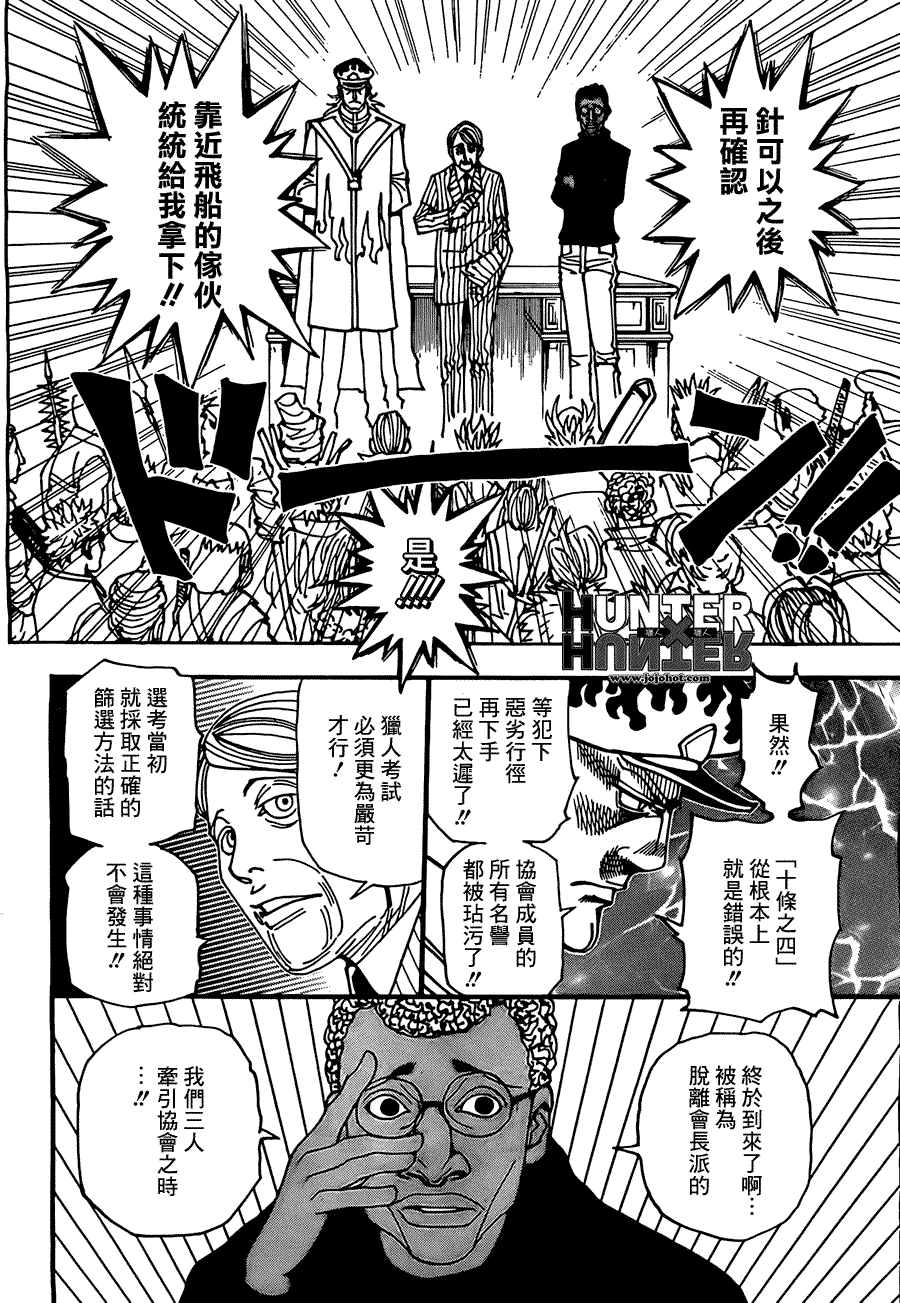 針可以之後
再確認
靠近飛船的傢伙
統統給我拿下!!
ドーーン!!
是!!!!
HUNTER
×
HUNTER
獵人 獵人
www.jojohot.com
果然!!
「十條之四」
從根本上
就是錯誤的!!
等犯下
惡劣行徑
再下手
已經太遲了!!
協會成員的
所有名譽
都被玷污了!!
獵人考試
必須更為嚴苛
才行!
選考當初
就採取正確的
篩選方法的話
這種事情絕對
不會發生!!
終於到來了啊…
被稱為
脫離會長派的
我們三人
牽引協會之時
…!!